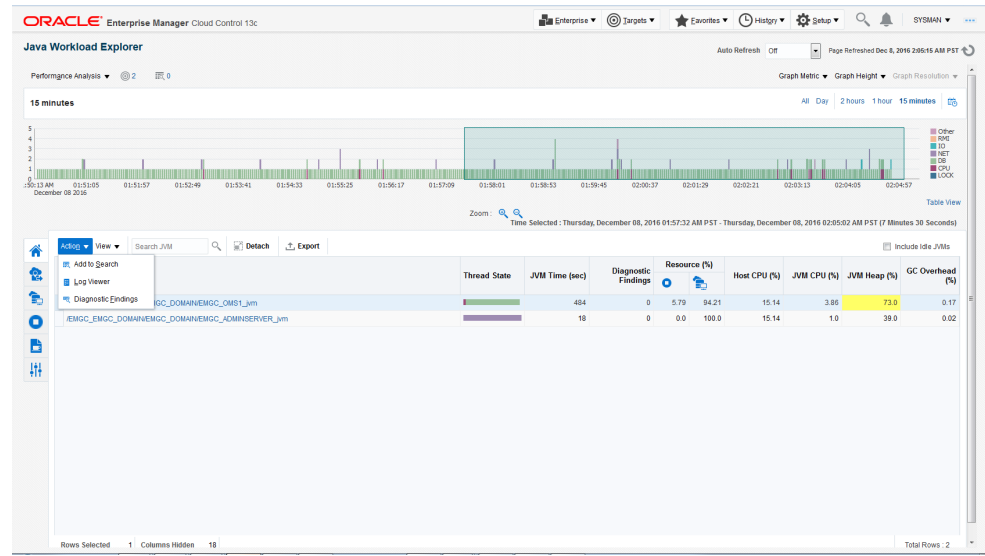 ORACLE Enterprise Manager Cloud Control 13c
Enterprise Targets Favorites History Setup SYSMAN
Java Workload Explorer
Auto Refresh Off Page Refreshed Dec 8, 2016 2:05:15 AM PST
Performance Analysis 2 0
Graph Metric Graph Height Graph Resolution
15 minutes
All Day 2 hours 1 hour 15 minutes
5
4
3
2
1
0
Other
RMI
IO
NET
DB
CPU
LOCK
:50:13 AM 01:51:05 01:51:57 01:52:49 01:53:41 01:54:33 01:55:25 01:56:17 01:57:09 01:58:01 01:58:53 01:59:45 02:00:37 02:01:29 02:02:21 02:03:13 02:04:05 02:04:57
December 08 2016
Table View
Zoom :
Time Selected : Thursday, December 08, 2016 01:57:32 AM PST - Thursday, December 08, 2016 02:05:02 AM PST (7 Minutes 30 Seconds)
Action View Search JVM Detach Export Include Idle JVMs
Add to Search
Log Viewer
Diagnostic Findings
Thread State JVM Time (sec) Diagnostic Findings Resource (%) Host CPU (%) JVM CPU (%) JVM Heap (%) GC Overhead (%)
GC_DOMAIN/EMGC_OMS1_jvm 484 0 5.79 94.21 15.14 3.86 73.0 0.17
/EMGC_EMGC_DOMAIN/EMGC_DOMAIN/EMGC_ADMINSERVER_jvm 18 0 0.0 100.0 15.14 1.0 39.0 0.02
Rows Selected 1 Columns Hidden 18 Total Rows : 2